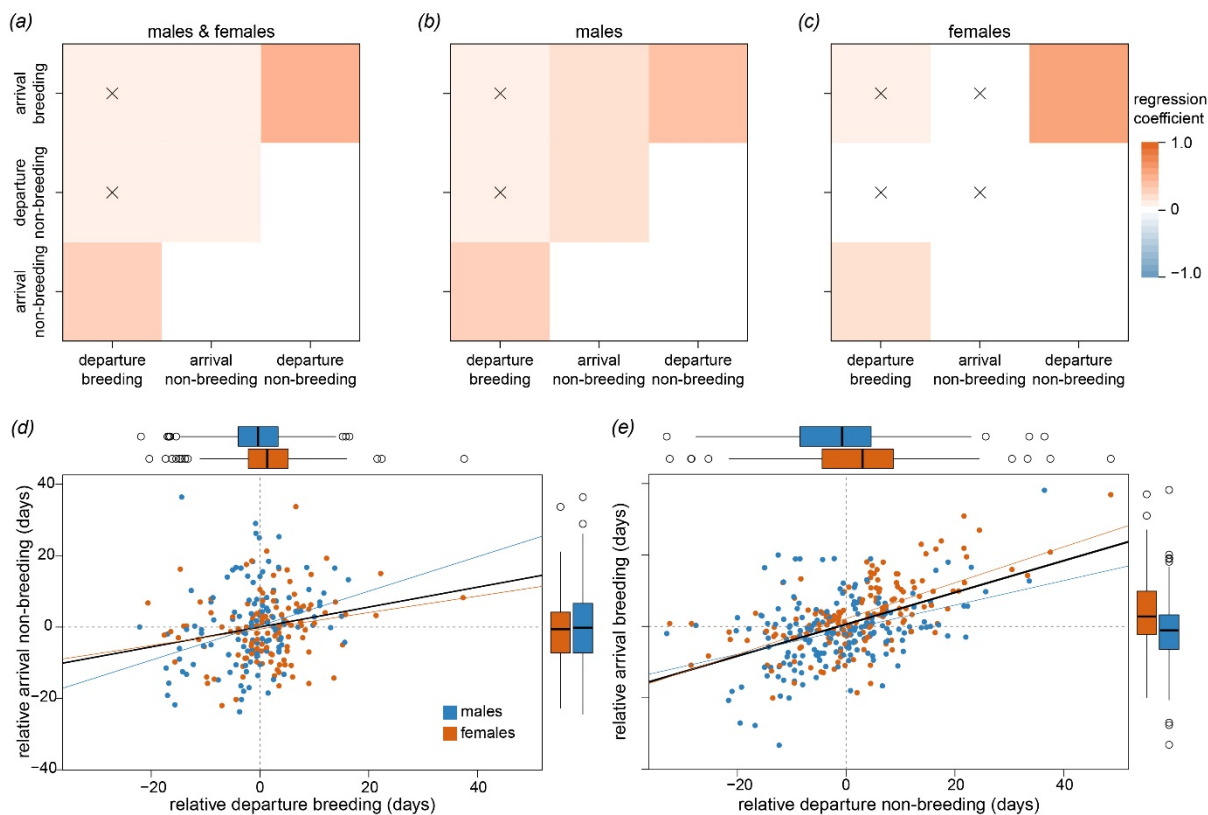 (a)
males & females
(b)
males
(c)
females
arrival
breeding
departure
non-breeding
arrival
non-breeding
regression
coefficient
1.0
0
−1.0
departure
breeding
arrival
non-breeding
departure
non-breeding
departure
breeding
arrival
non-breeding
departure
non-breeding
departure
breeding
arrival
non-breeding
departure
non-breeding
(d)
(e)
relative arrival non-breeding (days)
40
20
0
−20
−40
males
females
−20
0
20
40
relative departure breeding (days)
relative arrival breeding (days)
−20
0
20
40
relative departure non-breeding (days)